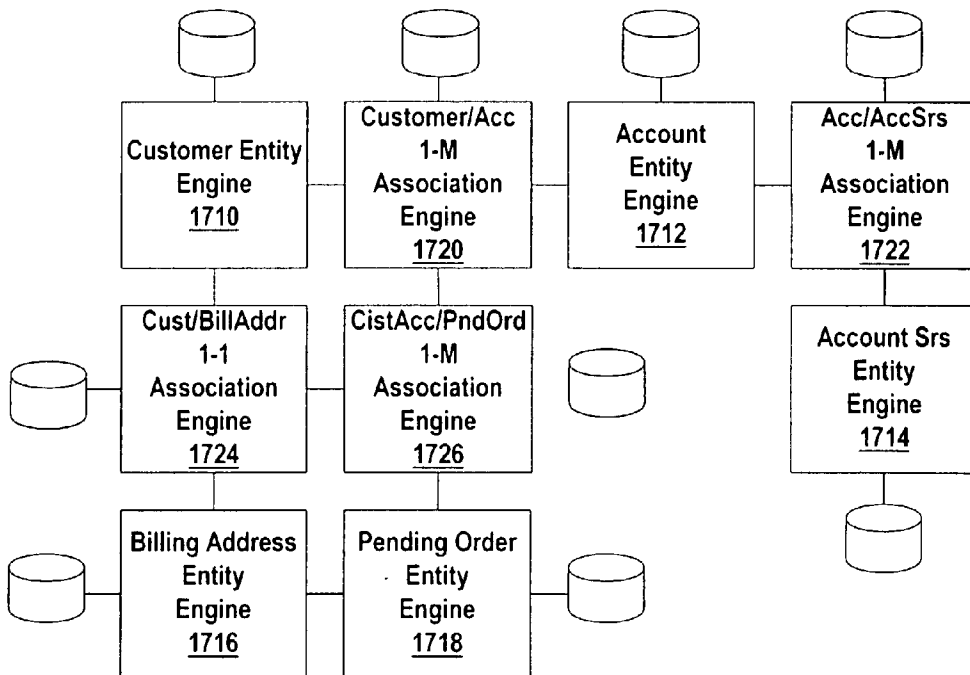 Customer Entity
Engine
1710
Customer/Acc
1-M
Association
Engine
1720
Account
Entity
Engine
1712
Acc/AccSrs
1-M
Association
Engine
1722
Cust/BillAddr
1-1
Association
Engine
1724
CistAcc/PndOrd
1-M
Association
Engine
1726
Account Srs
Entity
Engine
1714
Billing Address
Entity
Engine
1716
Pending Order
Entity
Engine
1718